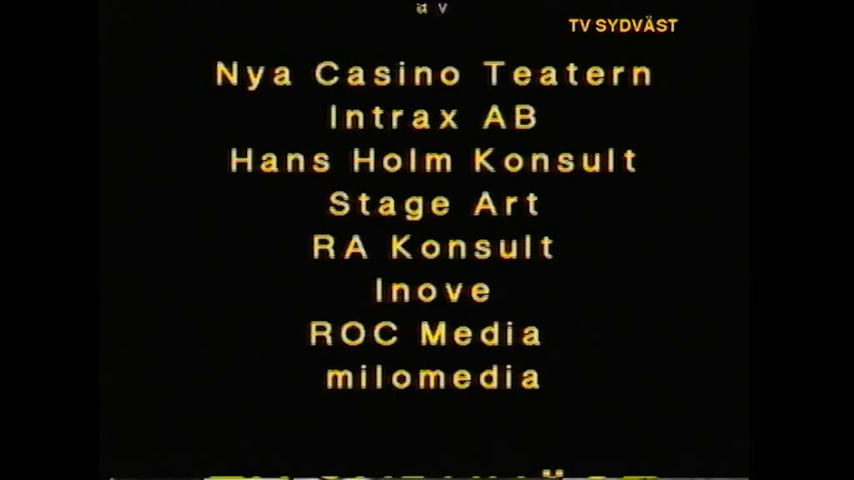 TV SYDVÄST
Nya Casino Teatern
Intrax AB
Hans Holm Konsult
Stage Art
RA Konsult
Inove
ROC Media
milomedia